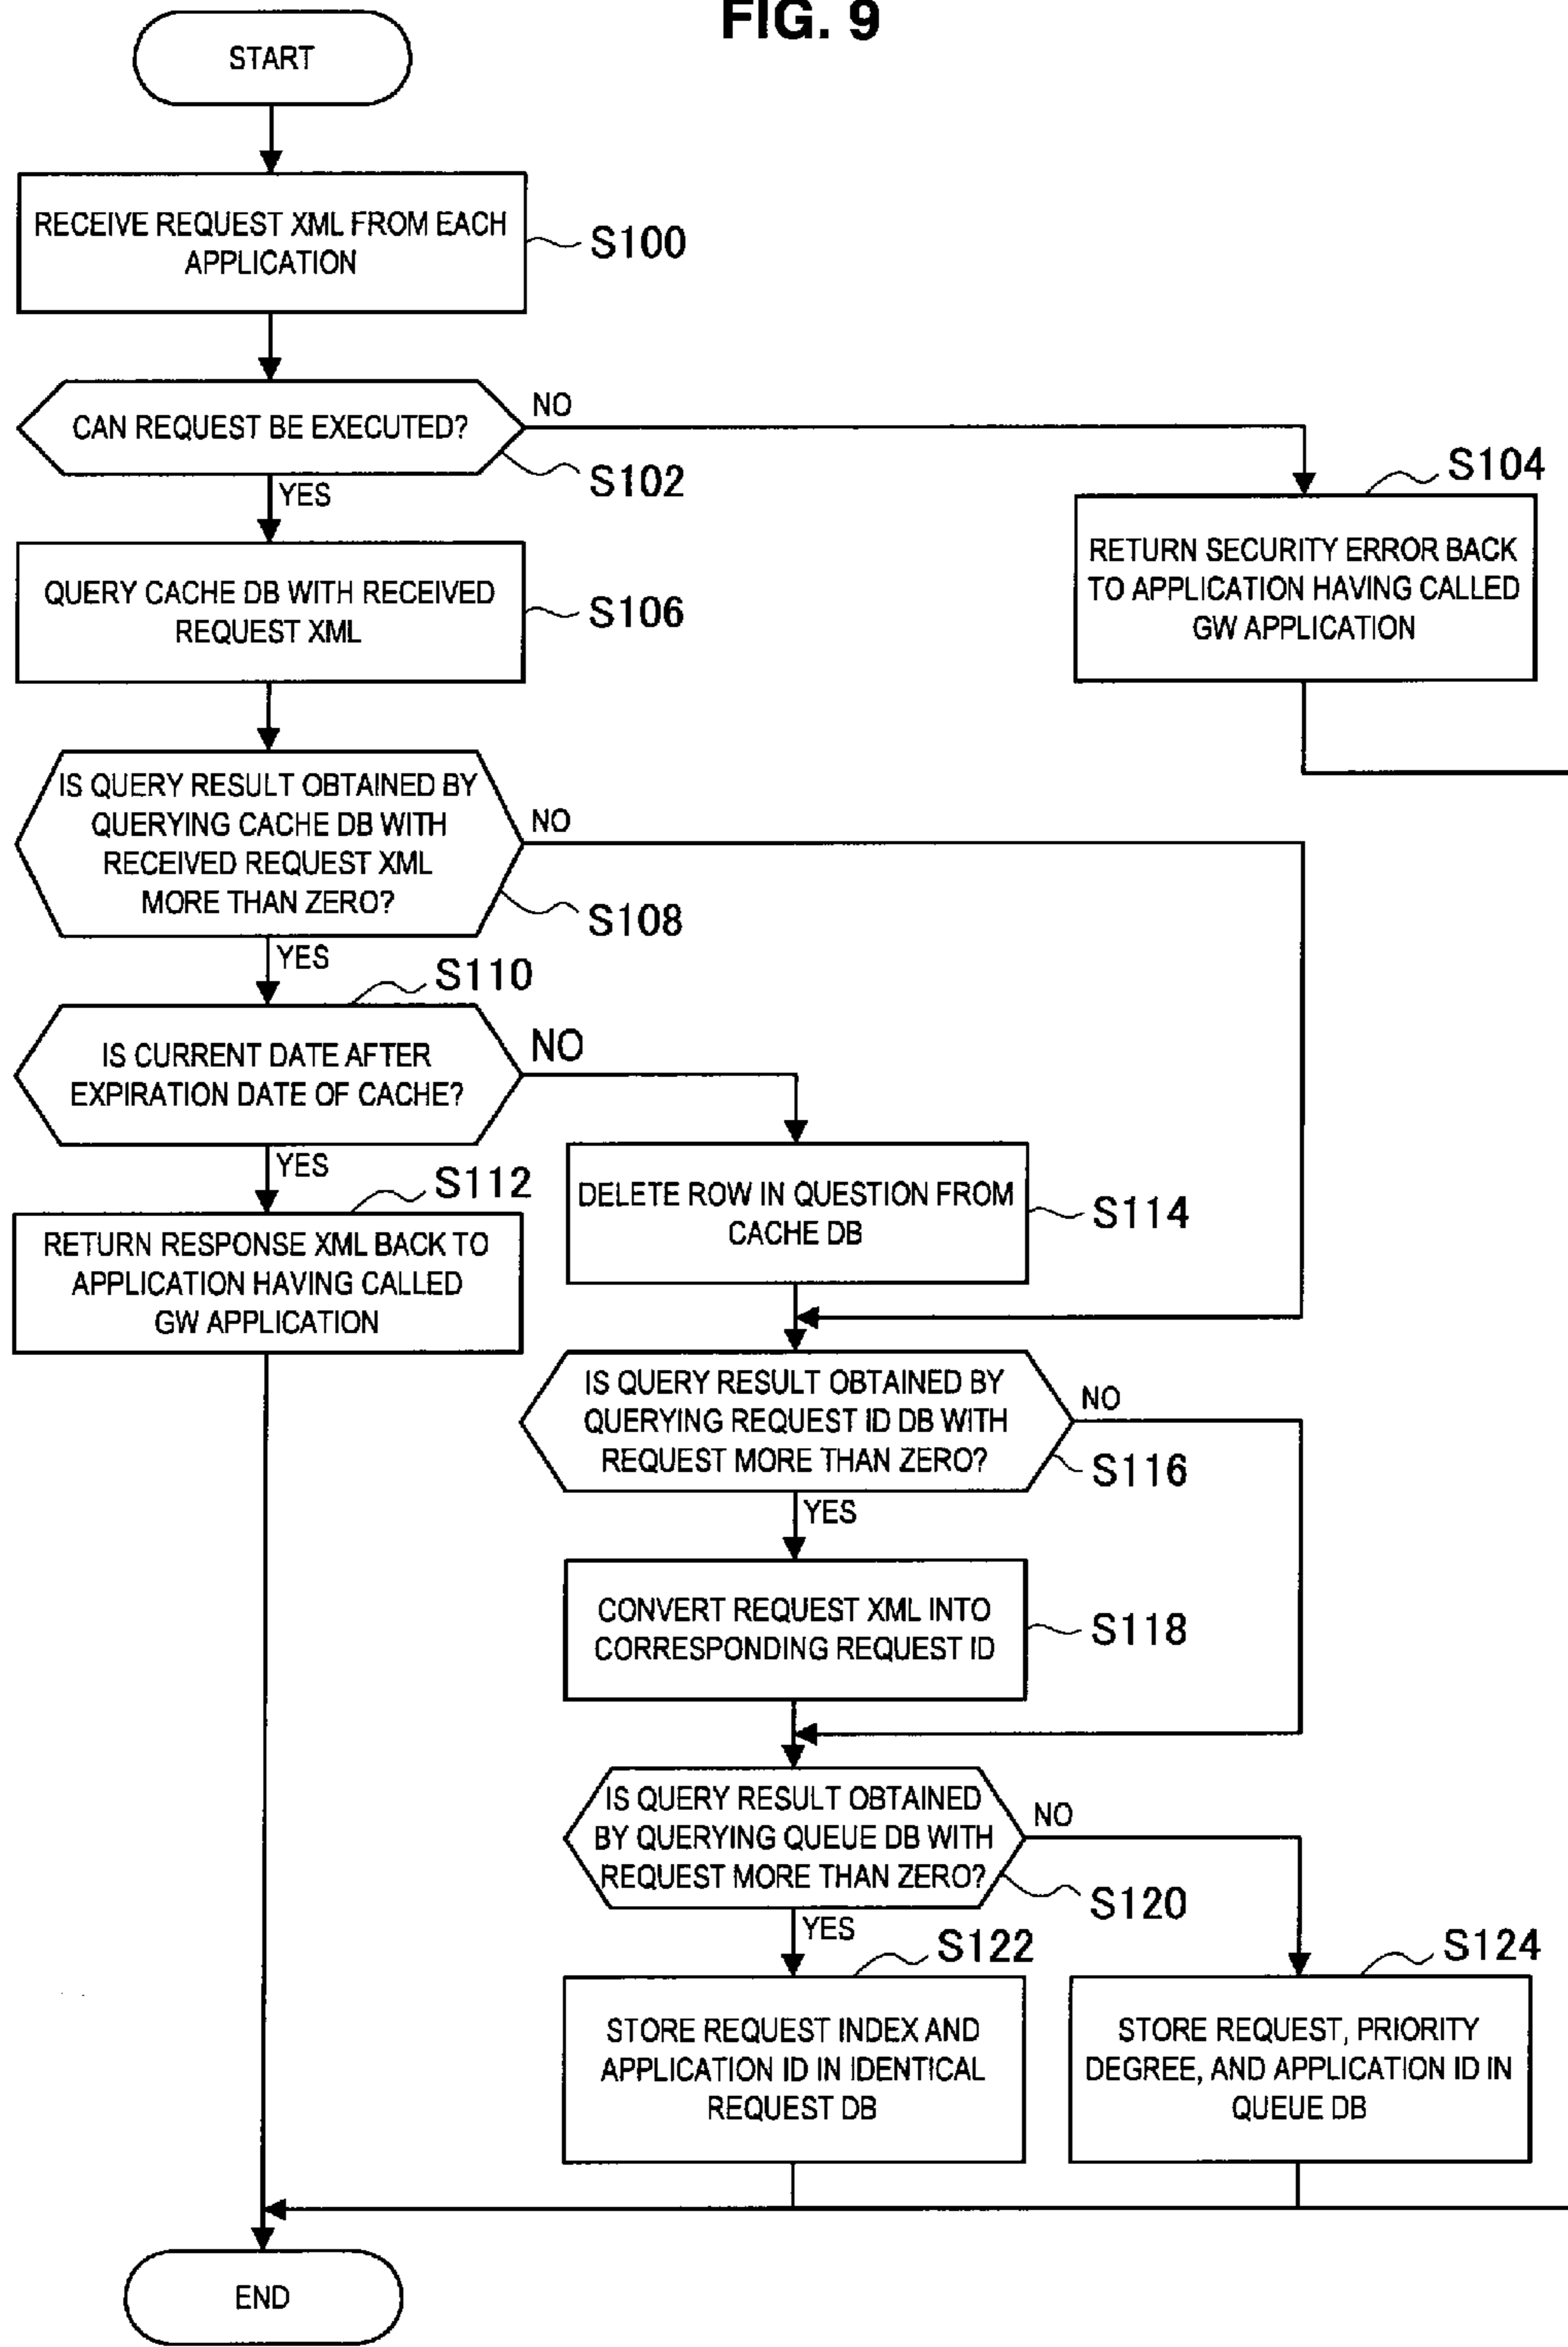 FIG. 9
START
RECEIVE REQUEST XML FROM EACH
APPLICATION
S100
CAN REQUEST BE EXECUTED?
NO
S102
YES
S104
RETURN SECURITY ERROR BACK
TO APPLICATION HAVING CALLED
GW APPLICATION
QUERY CACHE DB WITH RECEIVED
REQUEST XML
S106
IS QUERY RESULT OBTAINED BY
QUERYING CACHE DB WITH
RECEIVED REQUEST XML
MORE THAN ZERO?
NO
S108
YES
S110
IS CURRENT DATE AFTER
EXPIRATION DATE OF CACHE?
NO
YES
S112
RETURN RESPONSE XML BACK TO
APPLICATION HAVING CALLED
GW APPLICATION
DELETE ROW IN QUESTION FROM
CACHE DB
S114
IS QUERY RESULT OBTAINED BY
QUERYING REQUEST ID DB WITH
REQUEST MORE THAN ZERO?
NO
S116
YES
CONVERT REQUEST XML INTO
CORRESPONDING REQUEST ID
S118
IS QUERY RESULT OBTAINED
BY QUERYING QUEUE DB WITH
REQUEST MORE THAN ZERO?
NO
S120
YES
S122
STORE REQUEST INDEX AND
APPLICATION ID IN IDENTICAL
REQUEST DB
S124
STORE REQUEST, PRIORITY
DEGREE, AND APPLICATION ID IN
QUEUE DB
END